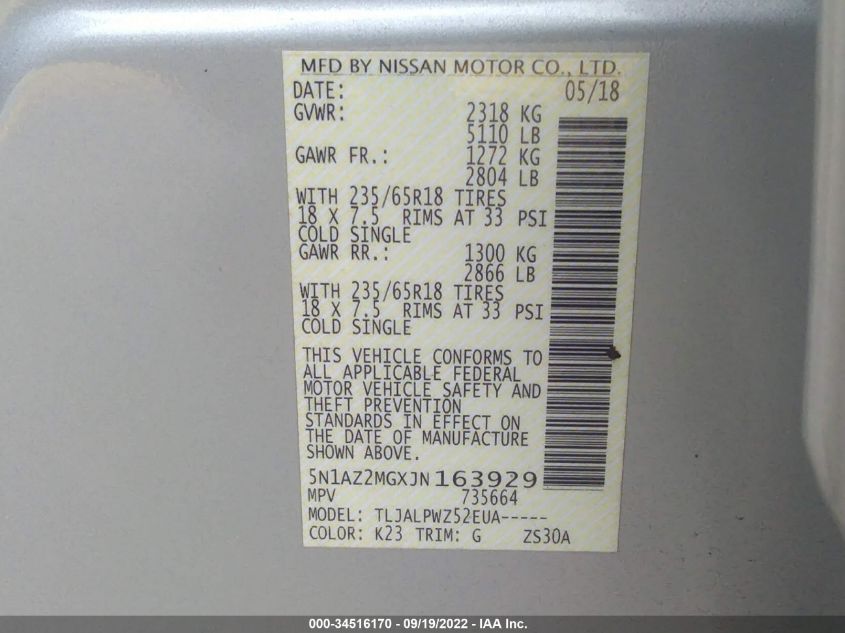 MFD BY NISSAN MOTOR CO., LTD.
DATE: 05/18
GVWR: 2318 KG
5110 LB
GAWR FR.: 1272 KG
2804 LB
WITH 235/65R18 TIRES
18 X 7.5 RIMS AT 33 PSI
COLD SINGLE
GAWR RR.: 1300 KG
2866 LB
WITH 235/65R18 TIRES
18 X 7.5 RIMS AT 33 PSI
COLD SINGLE
THIS VEHICLE CONFORMS TO
ALL APPLICABLE FEDERAL
MOTOR VEHICLE SAFETY AND
THEFT PREVENTION
STANDARDS IN EFFECT ON
THE DATE OF MANUFACTURE
SHOWN ABOVE.
5N1AZ2MGXJN163929
MPV 735664
MODEL: TLJALPWZ52EUA-----
COLOR: K23 TRIM: G ZS30A
000-34516170 - 09/19/2022 - IAA Inc.